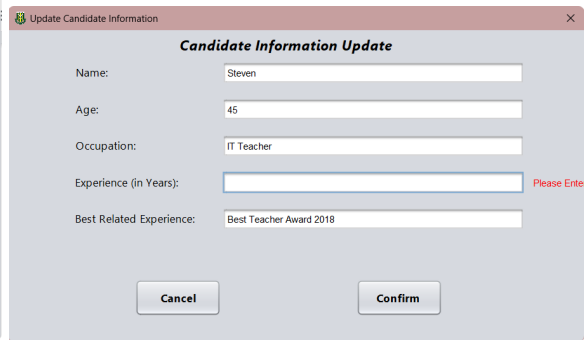 Update Candidate Information
Candidate Information Update
Name: Steven
Age: 45
Occupation: IT Teacher
Experience (in Years): Please Ente
Best Related Experience: Best Teacher Award 2018
Cancel Confirm